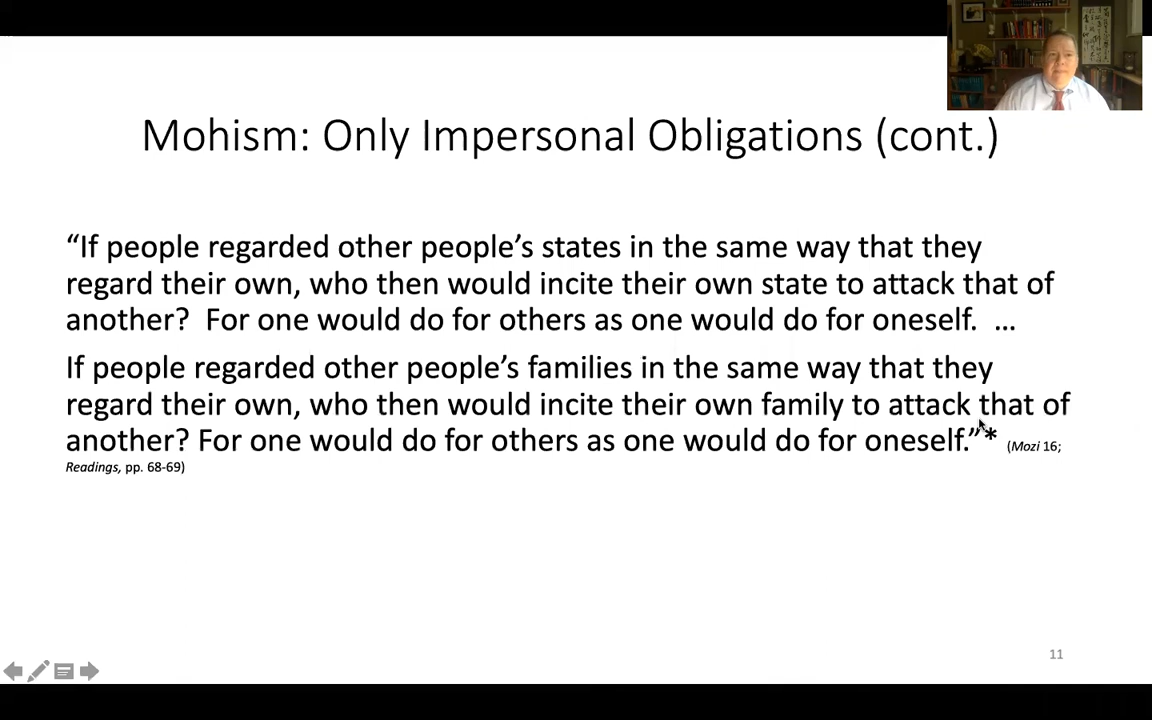 Mohism: Only Impersonal Obligations (cont.)
“If people regarded other people’s states in the same way that they
regard their own, who then would incite their own state to attack that of
another?  For one would do for others as one would do for oneself.  …
If people regarded other people’s families in the same way that they
regard their own, who then would incite their own family to attack that of
another? For one would do for others as one would do for oneself.”* (Mozi 16;
Readings, pp. 68-69)
11